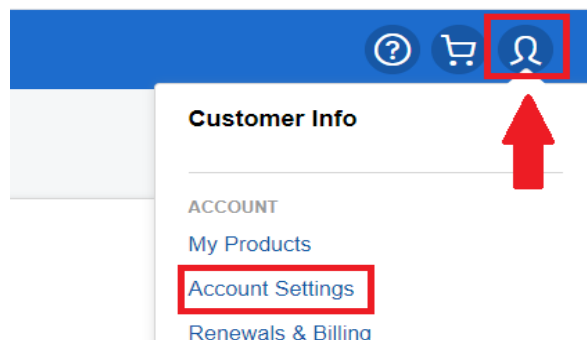 Customer Info
ACCOUNT
My Products
Account Settings
Renewals & Billing